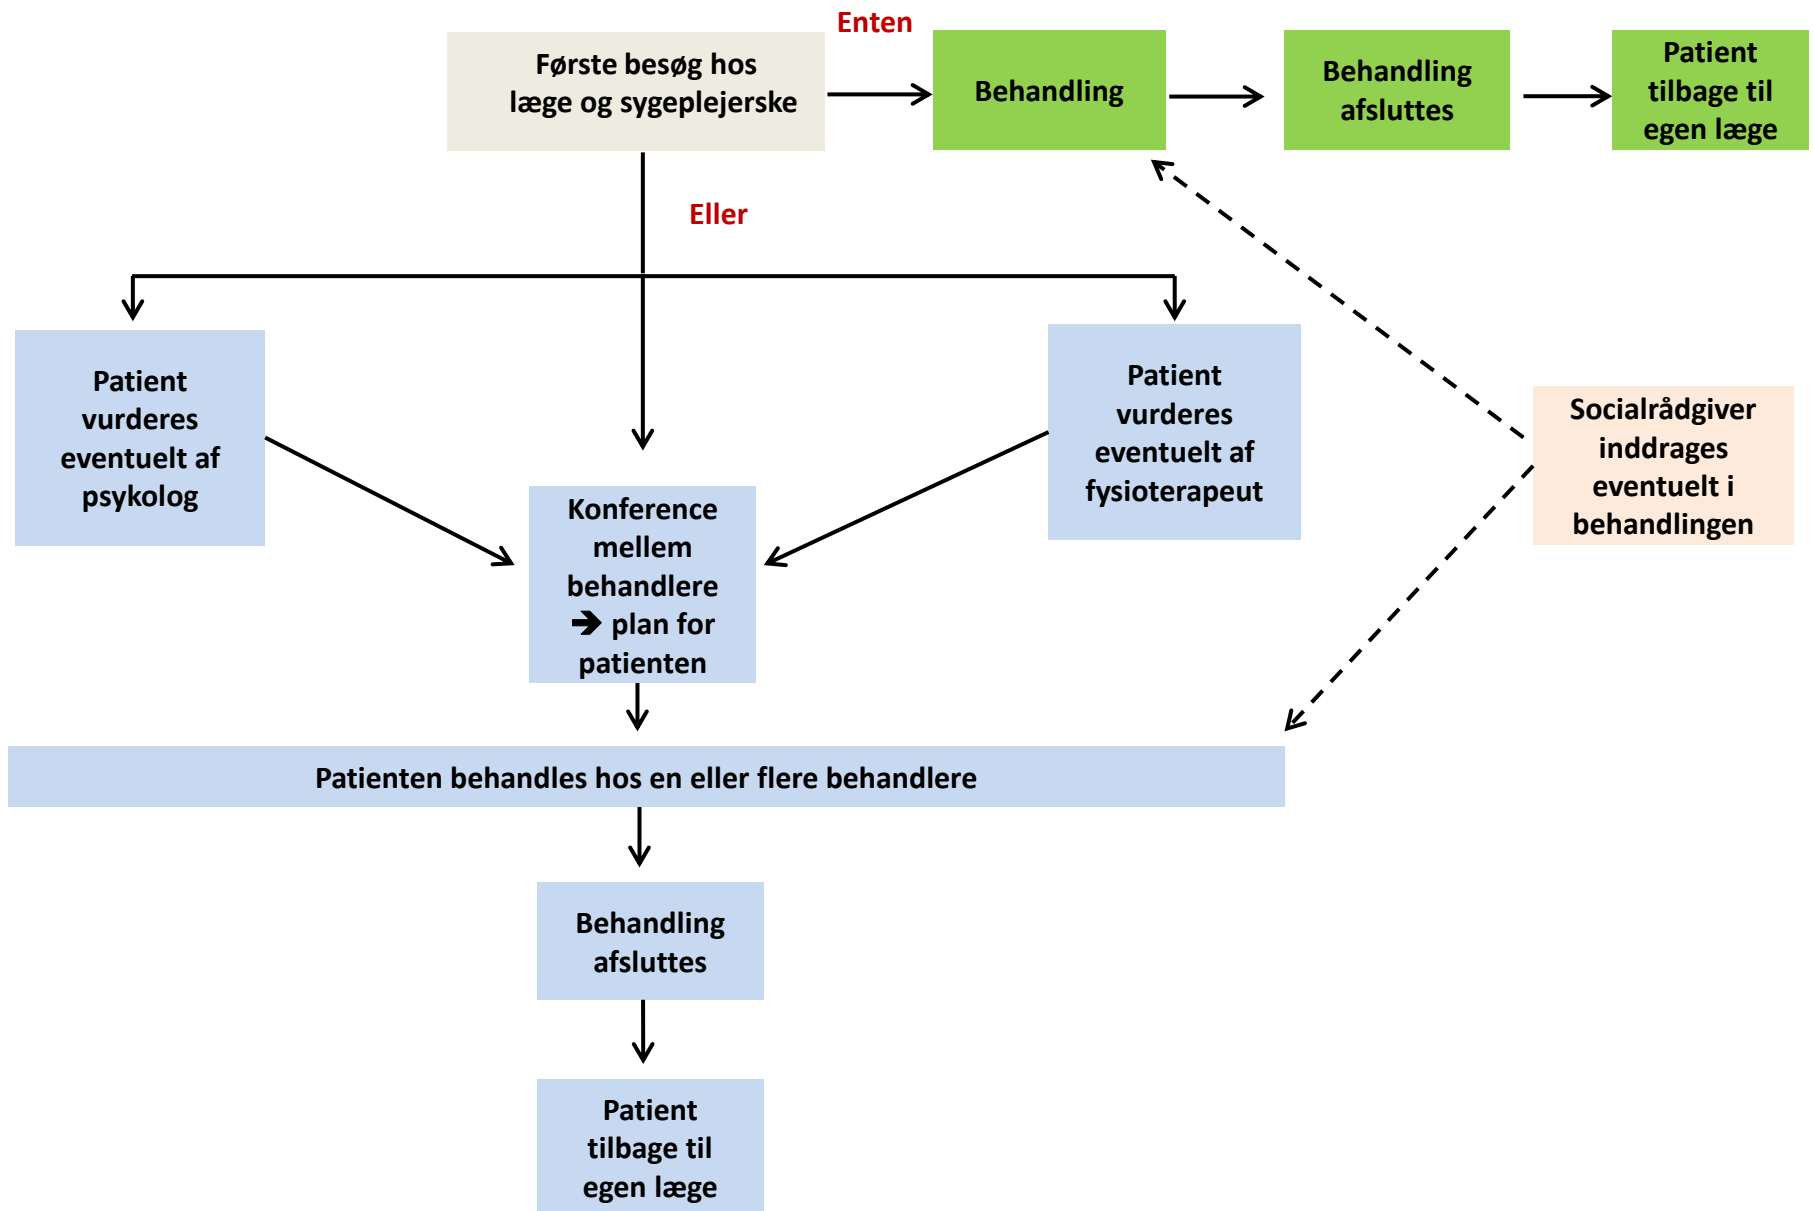 Enten
Første besøg hos
læge og sygeplejerske
Behandling
Behandling
afsluttes
Patient
tilbage til
egen læge
Eller
Patient
vurderes
eventuelt af
psykolog
Konference
mellem
behandlere
➔ plan for
patienten
Patient
vurderes
eventuelt af
fysioterapeut
Socialrådgiver
inddrages
eventuelt i
behandlingen
Patienten behandles hos en eller flere behandlere
Behandling
afsluttes
Patient
tilbage til
egen læge